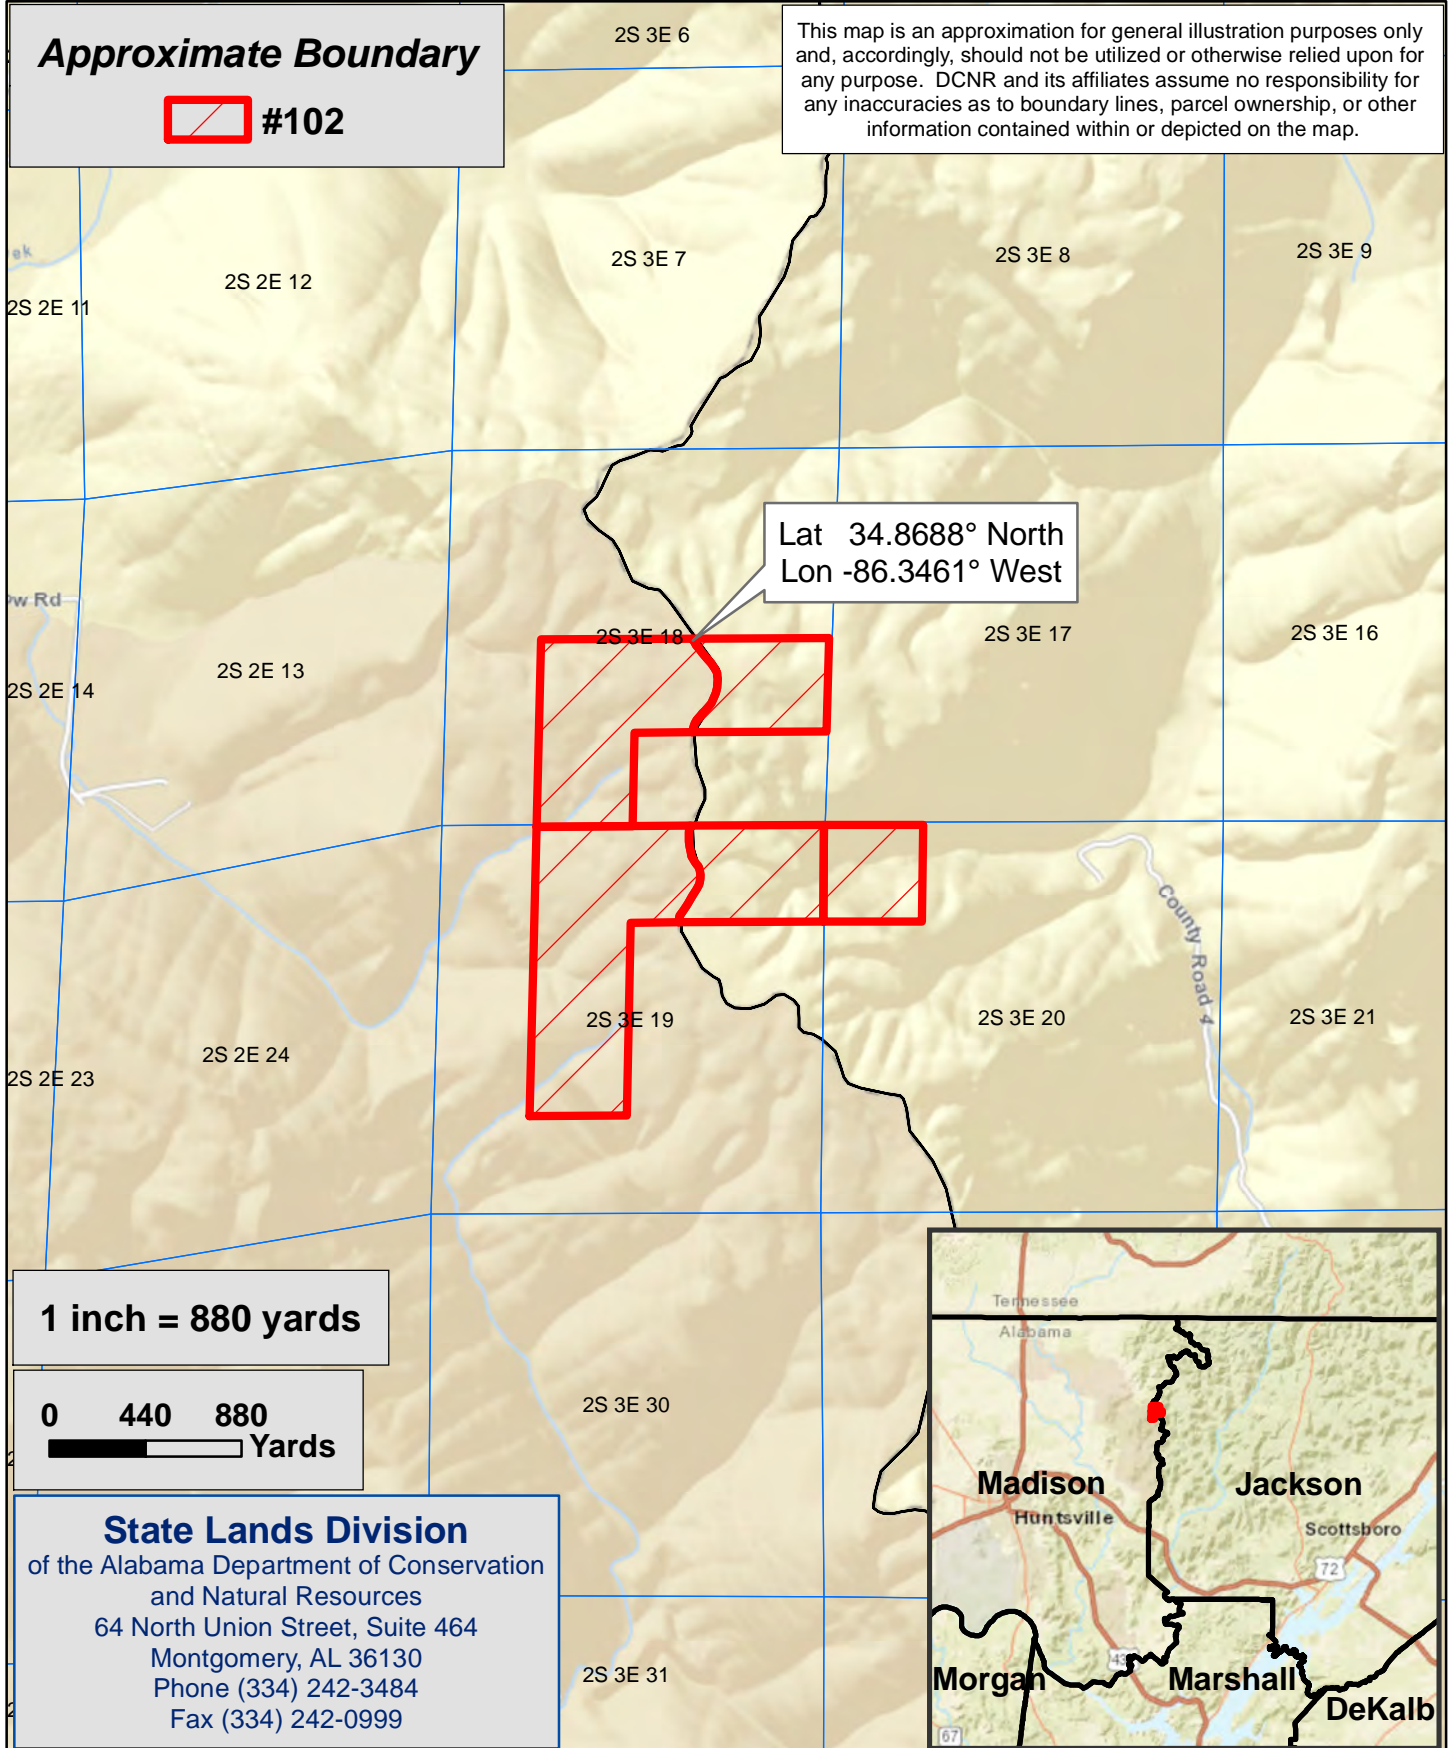 Approximate Boundary
#102
This map is an approximation for general illustration purposes only
and, accordingly, should not be utilized or otherwise relied upon for
any purpose. DCNR and its affiliates assume no responsibility for
any inaccuracies as to boundary lines, parcel ownership, or other
information contained within or depicted on the map.
2S 3E 6
ek
2S 2E 11
2S 2E 12
2S 3E 7
2S 3E 8
2S 3E 9
Lat 34.8688° North
Lon -86.3461° West
ow Rd
2S 2E 14
2S 2E 13
2S 3E 18
2S 3E 17
2S 3E 16
County Road 4
2S 2E 23
2S 2E 24
2S 3E 19
2S 3E 20
2S 3E 21
1 inch = 880 yards
0 440 880
Yards
2S 3E 30
2S 3E 31
State Lands Division
of the Alabama Department of Conservation
and Natural Resources
64 North Union Street, Suite 464
Montgomery, AL 36130
Phone (334) 242-3484
Fax (334) 242-0999
Tennessee
Alabama
Madison
Jackson
Huntsville
Scottsboro
72
43
Morgan
Marshall
DeKalb
67